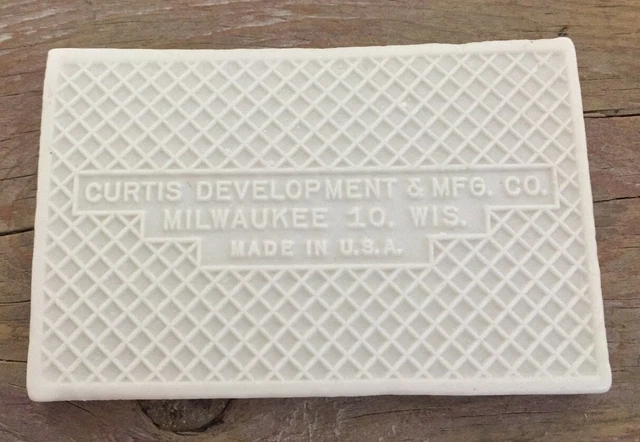 CURTIS DEVELOPMENT & MFG. CO.
MILWAUKEE 10. WIS.
MADE IN U.S.A.